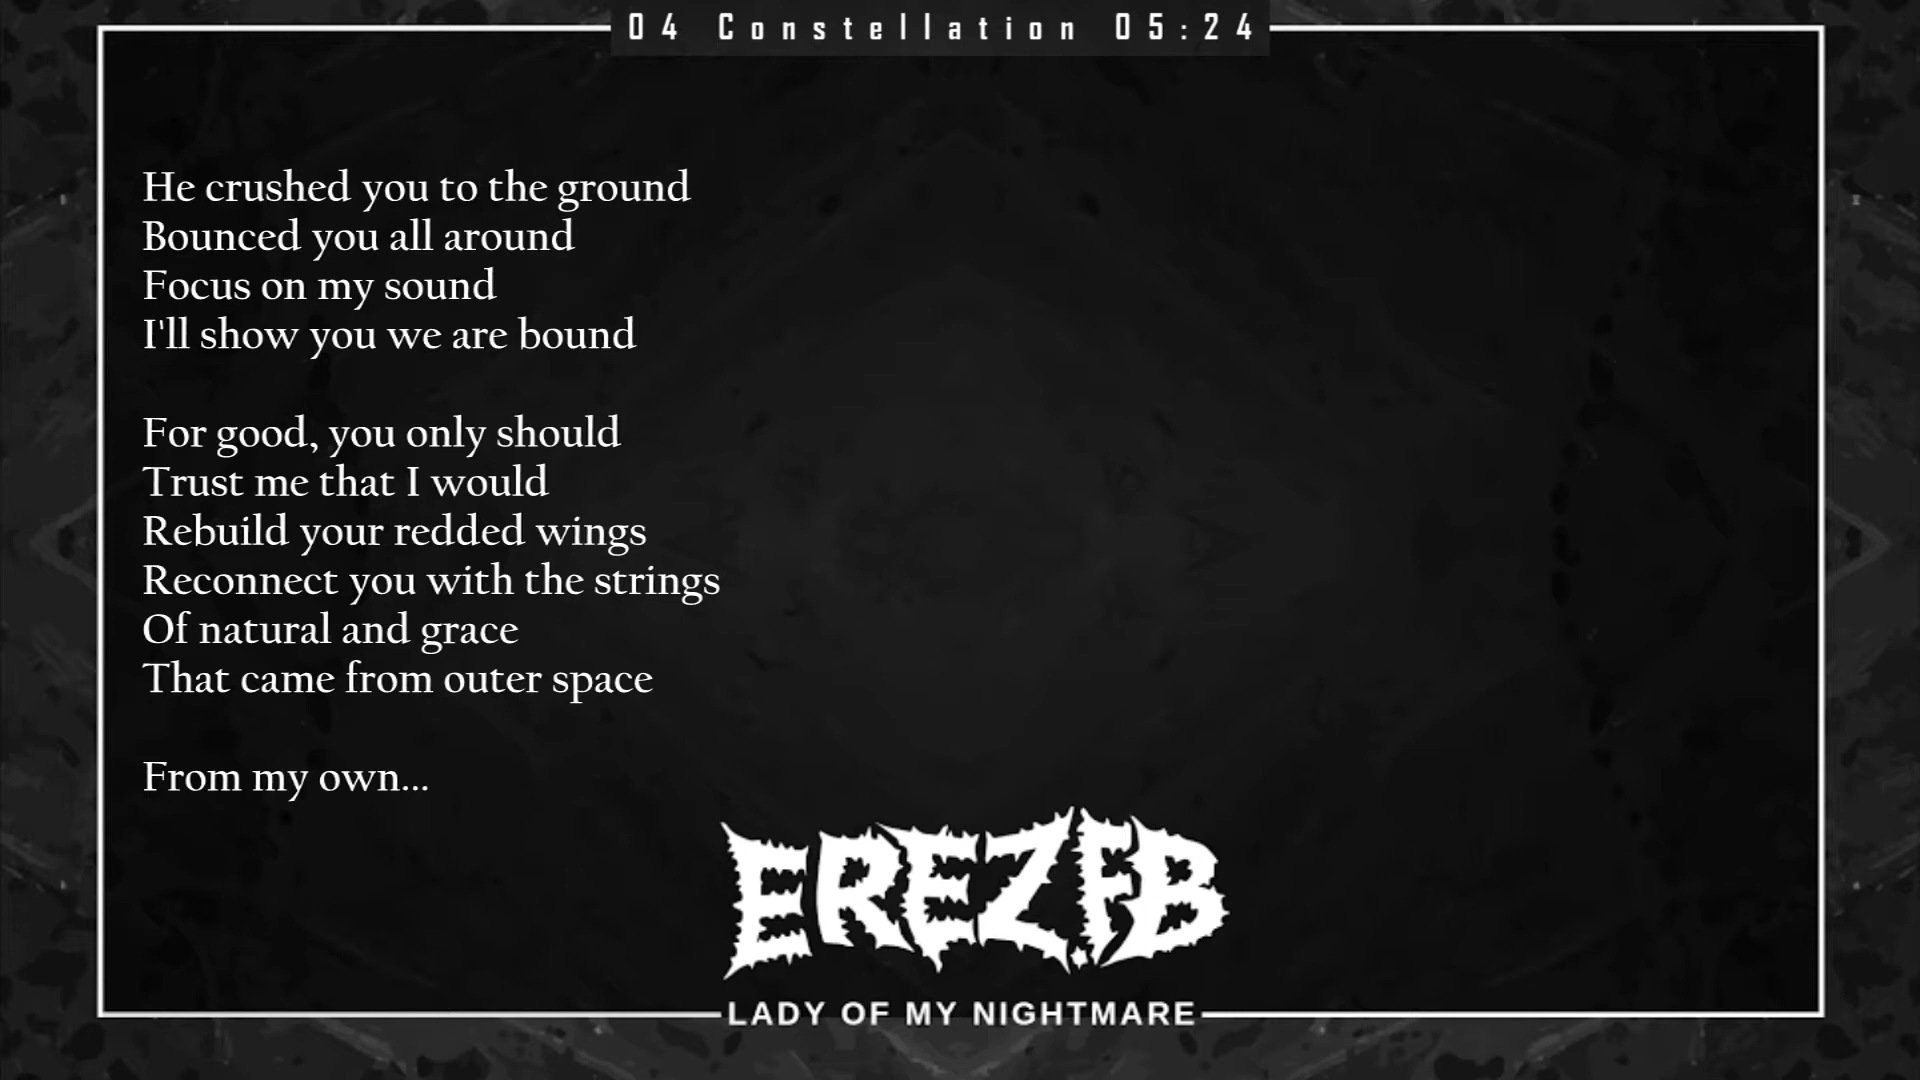 04 Constellation 05:24
He crushed you to the ground
Bounced you all around
Focus on my sound
I'll show you we are bound
For good, you only should
Trust me that I would
Rebuild your redded wings
Reconnect you with the strings
Of natural and grace
That came from outer space
From my own...
EREZ.FB
LADY OF MY NIGHTMARE